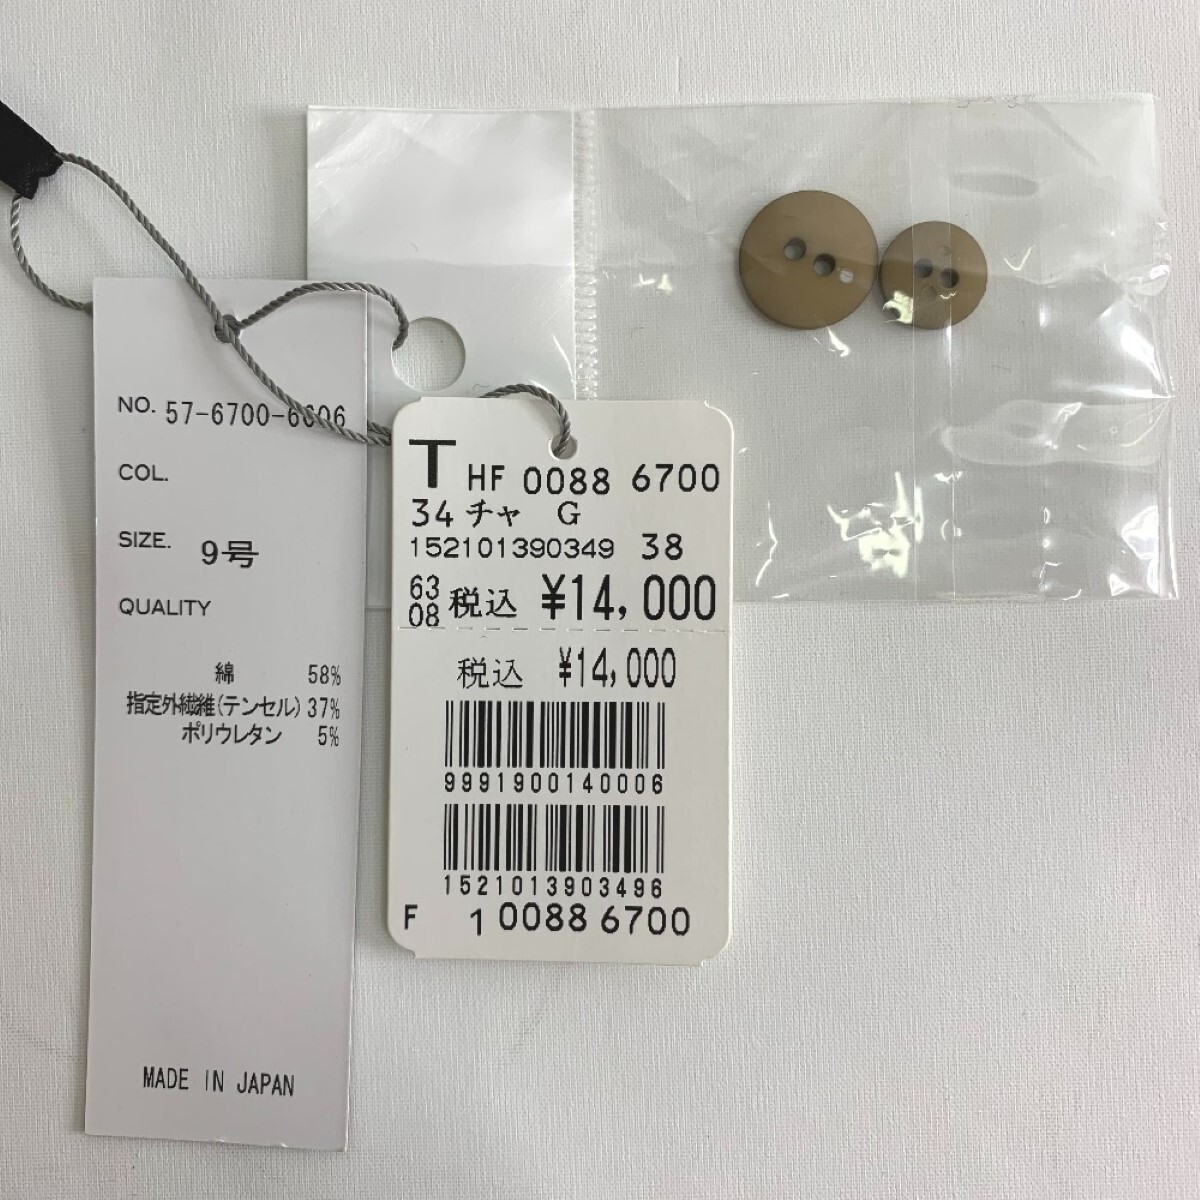 NO. 57-6700-6606
COL.
SIZE. 9号
QUALITY
綿 58%
指定外繊維(テンセル) 37%
ポリウレタン 5%
MADE IN JAPAN
T HF 0088 6700
34 チャ G
152101390349 38
63
08 税込 ¥14,000
税込 ¥14,000
9991900140006
1521013903496
F 1 0088 6700